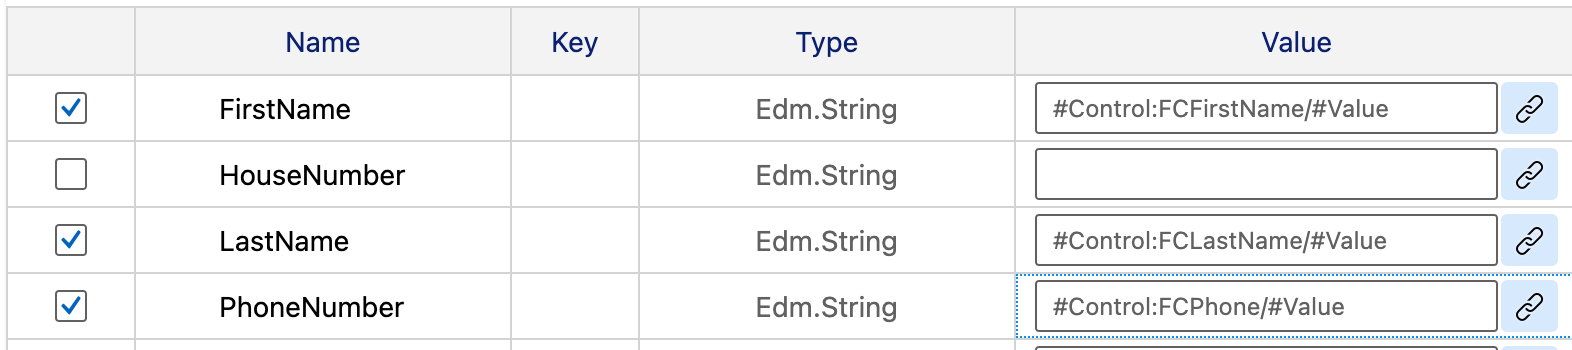 Name Key Type Value
FirstName Edm.String #Control:FCFirstName/#Value
HouseNumber Edm.String
LastName Edm.String #Control:FCLastName/#Value
PhoneNumber Edm.String #Control:FCPhone/#Value